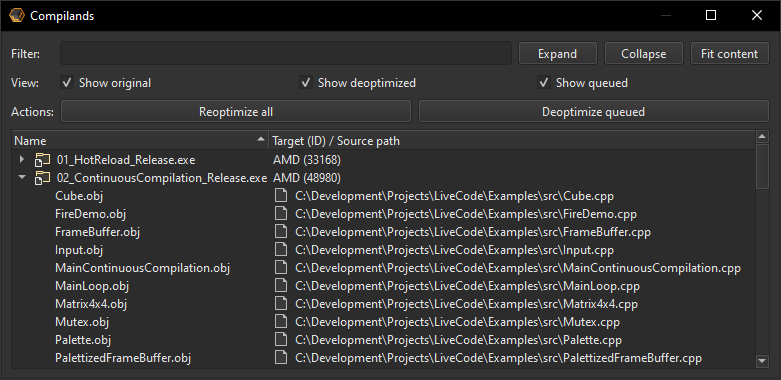 Compilands
Filter: Expand Collapse Fit content
View: Show original Show deoptimized Show queued
Actions: Reoptimize all Deoptimize queued
Name Target (ID) / Source path
01_HotReload_Release.exe AMD (33168)
02_ContinuousCompilation_Release.exe AMD (48980)
Cube.obj C:\Development\Projects\LiveCode\Examples\src\Cube.cpp
FireDemo.obj C:\Development\Projects\LiveCode\Examples\src\FireDemo.cpp
FrameBuffer.obj C:\Development\Projects\LiveCode\Examples\src\FrameBuffer.cpp
Input.obj C:\Development\Projects\LiveCode\Examples\src\Input.cpp
MainContinuousCompilation.obj C:\Development\Projects\LiveCode\Examples\src\MainContinuousCompilation.cpp
MainLoop.obj C:\Development\Projects\LiveCode\Examples\src\MainLoop.cpp
Matrix4x4.obj C:\Development\Projects\LiveCode\Examples\src\Matrix4x4.cpp
Mutex.obj C:\Development\Projects\LiveCode\Examples\src\Mutex.cpp
Palette.obj C:\Development\Projects\LiveCode\Examples\src\Palette.cpp
PalettizedFrameBuffer.obj C:\Development\Projects\LiveCode\Examples\src\PalettizedFrameBuffer.cpp